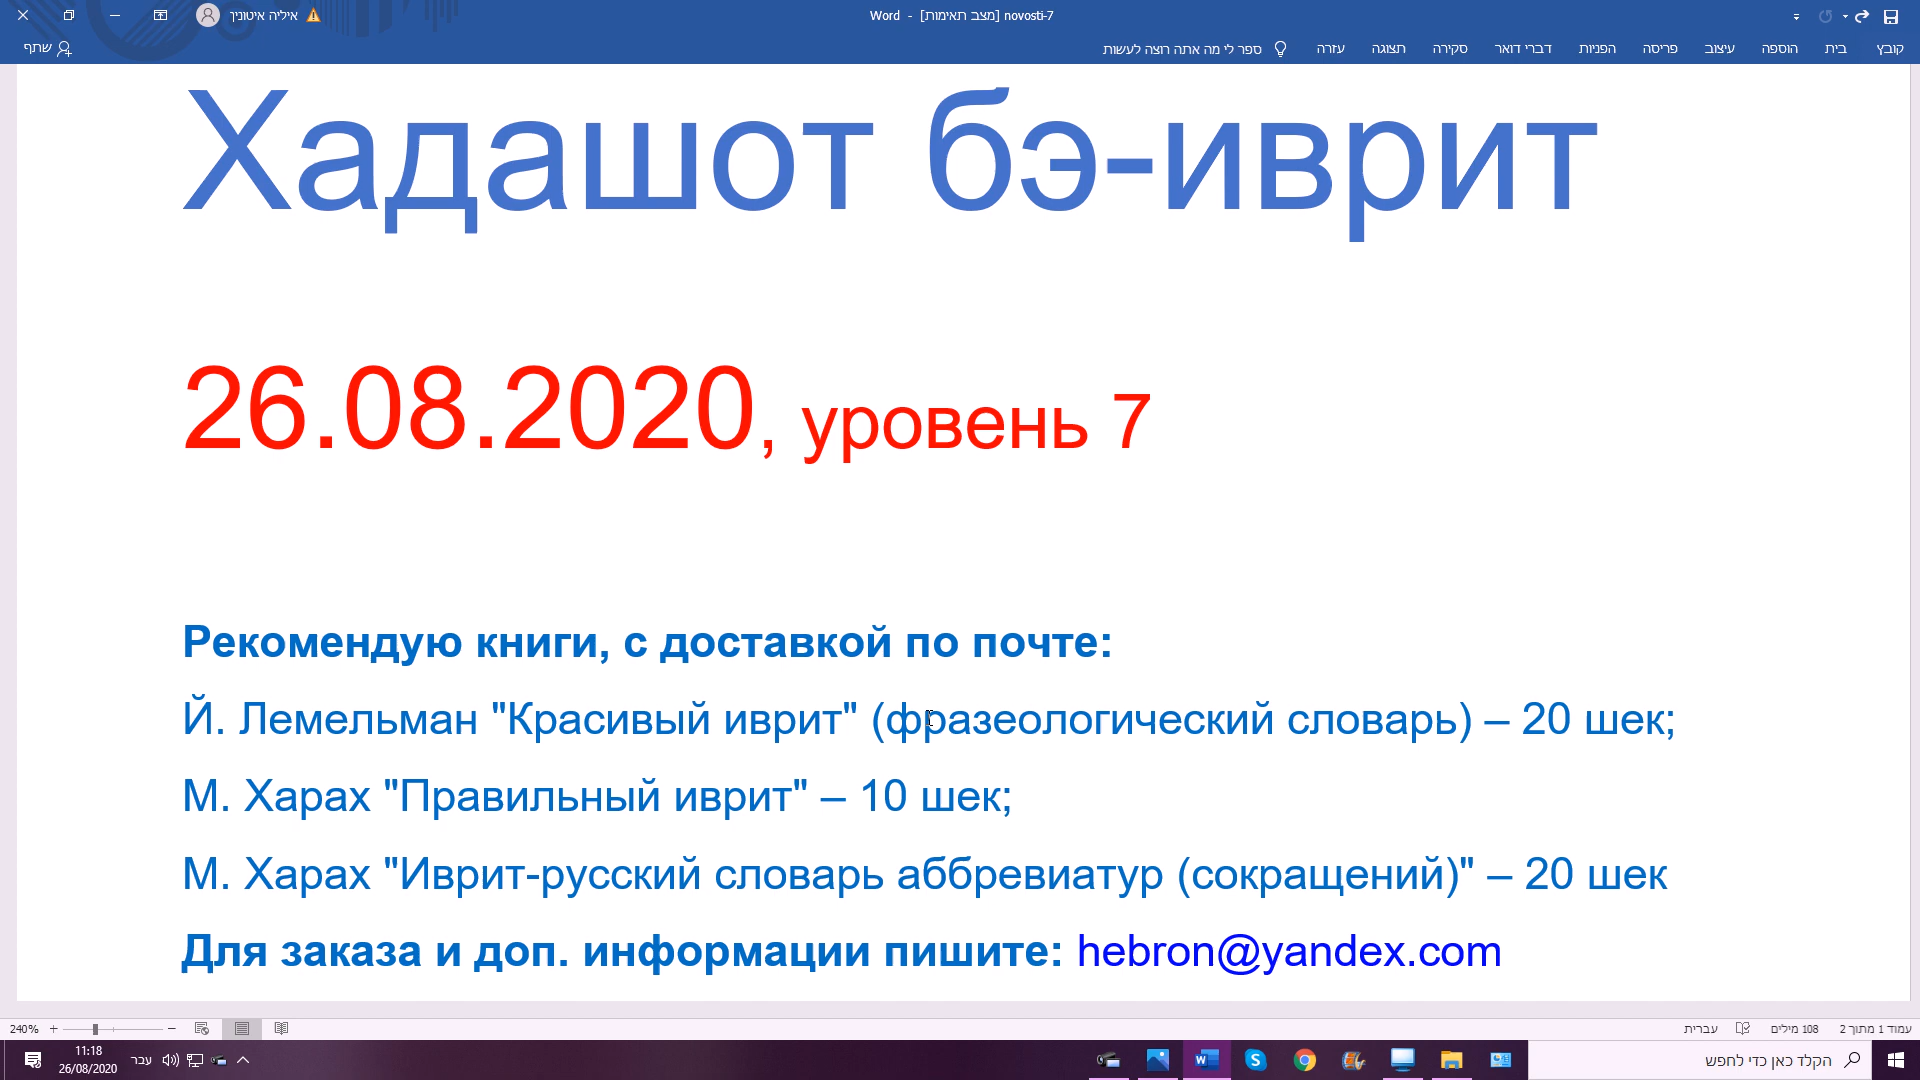 איליה איטוניך
novosti-7 [מצב תאימות] - Word
קובץ בית הוספה עיצוב פריסה הפניות דברי דואר סקירה תצוגה עזרה ספר לי מה אתה רוצה לעשות שתף
Хадашот бэ-иврит
26.08.2020, уровень 7
Рекомендую книги, с доставкой по почте:
Й. Лемельман "Красивый иврит" (фразеологический словарь) – 20 шек;
М. Харах "Правильный иврит" – 10 шек;
М. Харах "Иврит-русский словарь аббревиатур (сокращений)" – 20 шек
Для заказа и доп. информации пишите: hebron@yandex.com
עמוד 1 מתוך 2 108 מילים עברית 240%
הקלד כאן כדי לחפש
עבר
11:18
26/08/2020